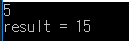 5
result = 15